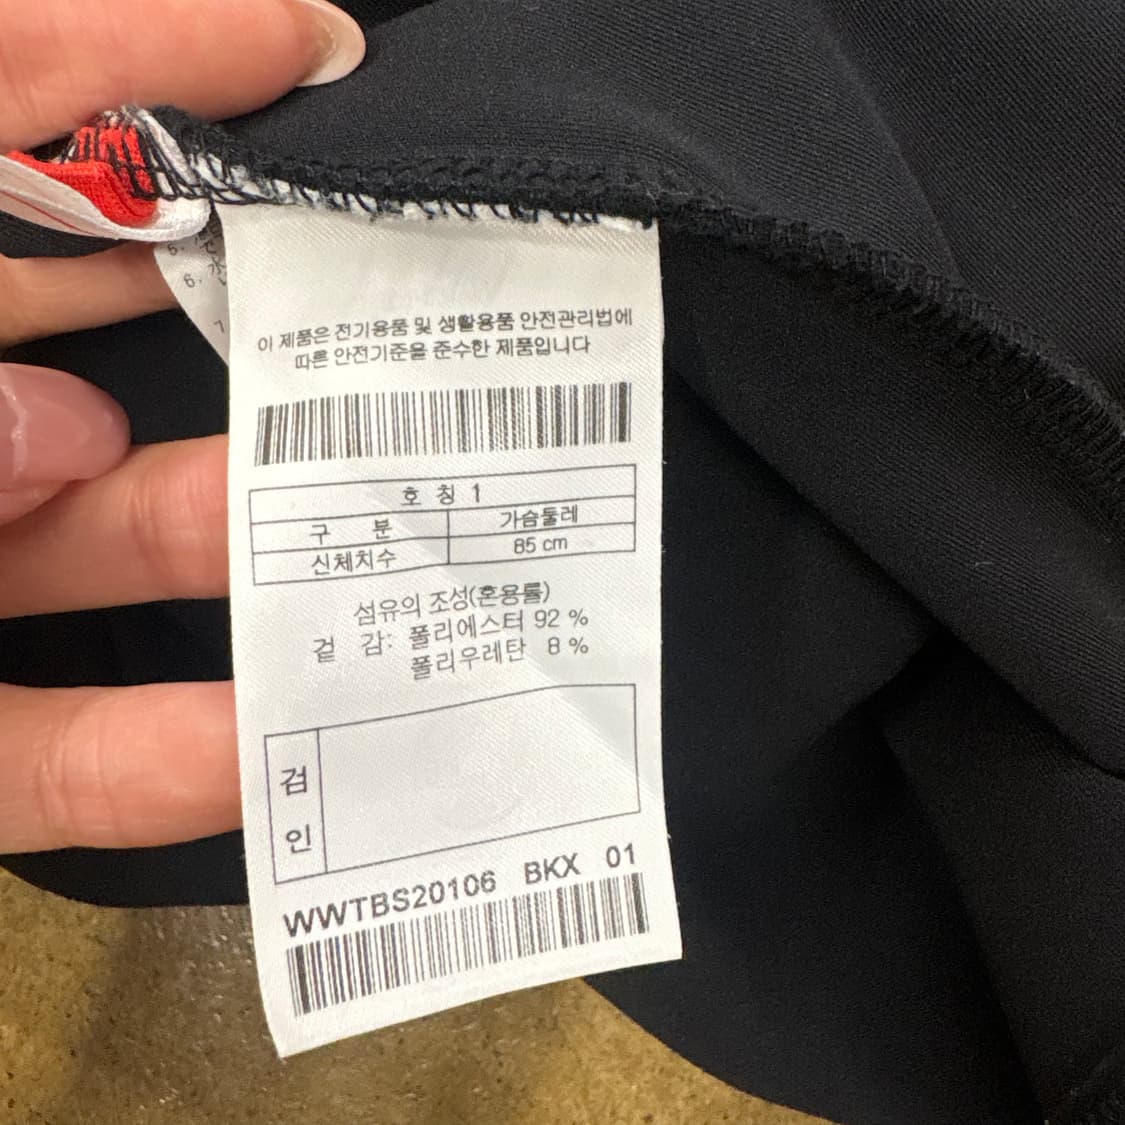 이 제품은 전기용품 및 생활용품 안전관리법에
따른 안전기준을 준수한 제품입니다
호 칭 1
구 분 가슴둘레
신체치수 85 cm
섬유의 조성(혼용률)
겉 감: 폴리에스터 92 %
폴리우레탄 8 %
검
인
WWTBS20106 BKX 01
5.
6.